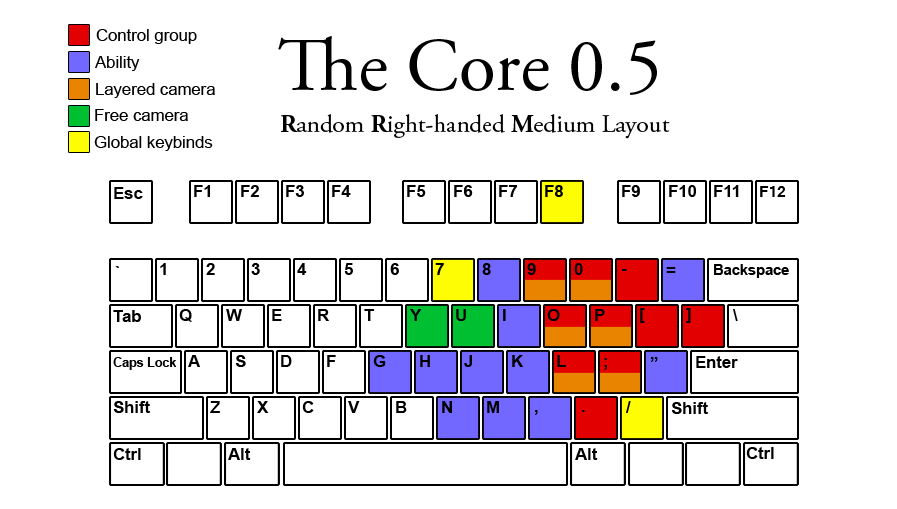 Control group
Ability
Layered camera
Free camera
Global keybinds
The Core 0.5
Random Right-handed Medium Layout
Esc F1 F2 F3 F4 F5 F6 F7 F8 F9 F10 F11 F12
` 1 2 3 4 5 6 7 8 9 0 - = Backspace
Tab Q W E R T Y U I O P [ ] \
Caps Lock A S D F G H J K L ; ” Enter
Shift Z X C V B N M , . / Shift
Ctrl Alt Alt Ctrl